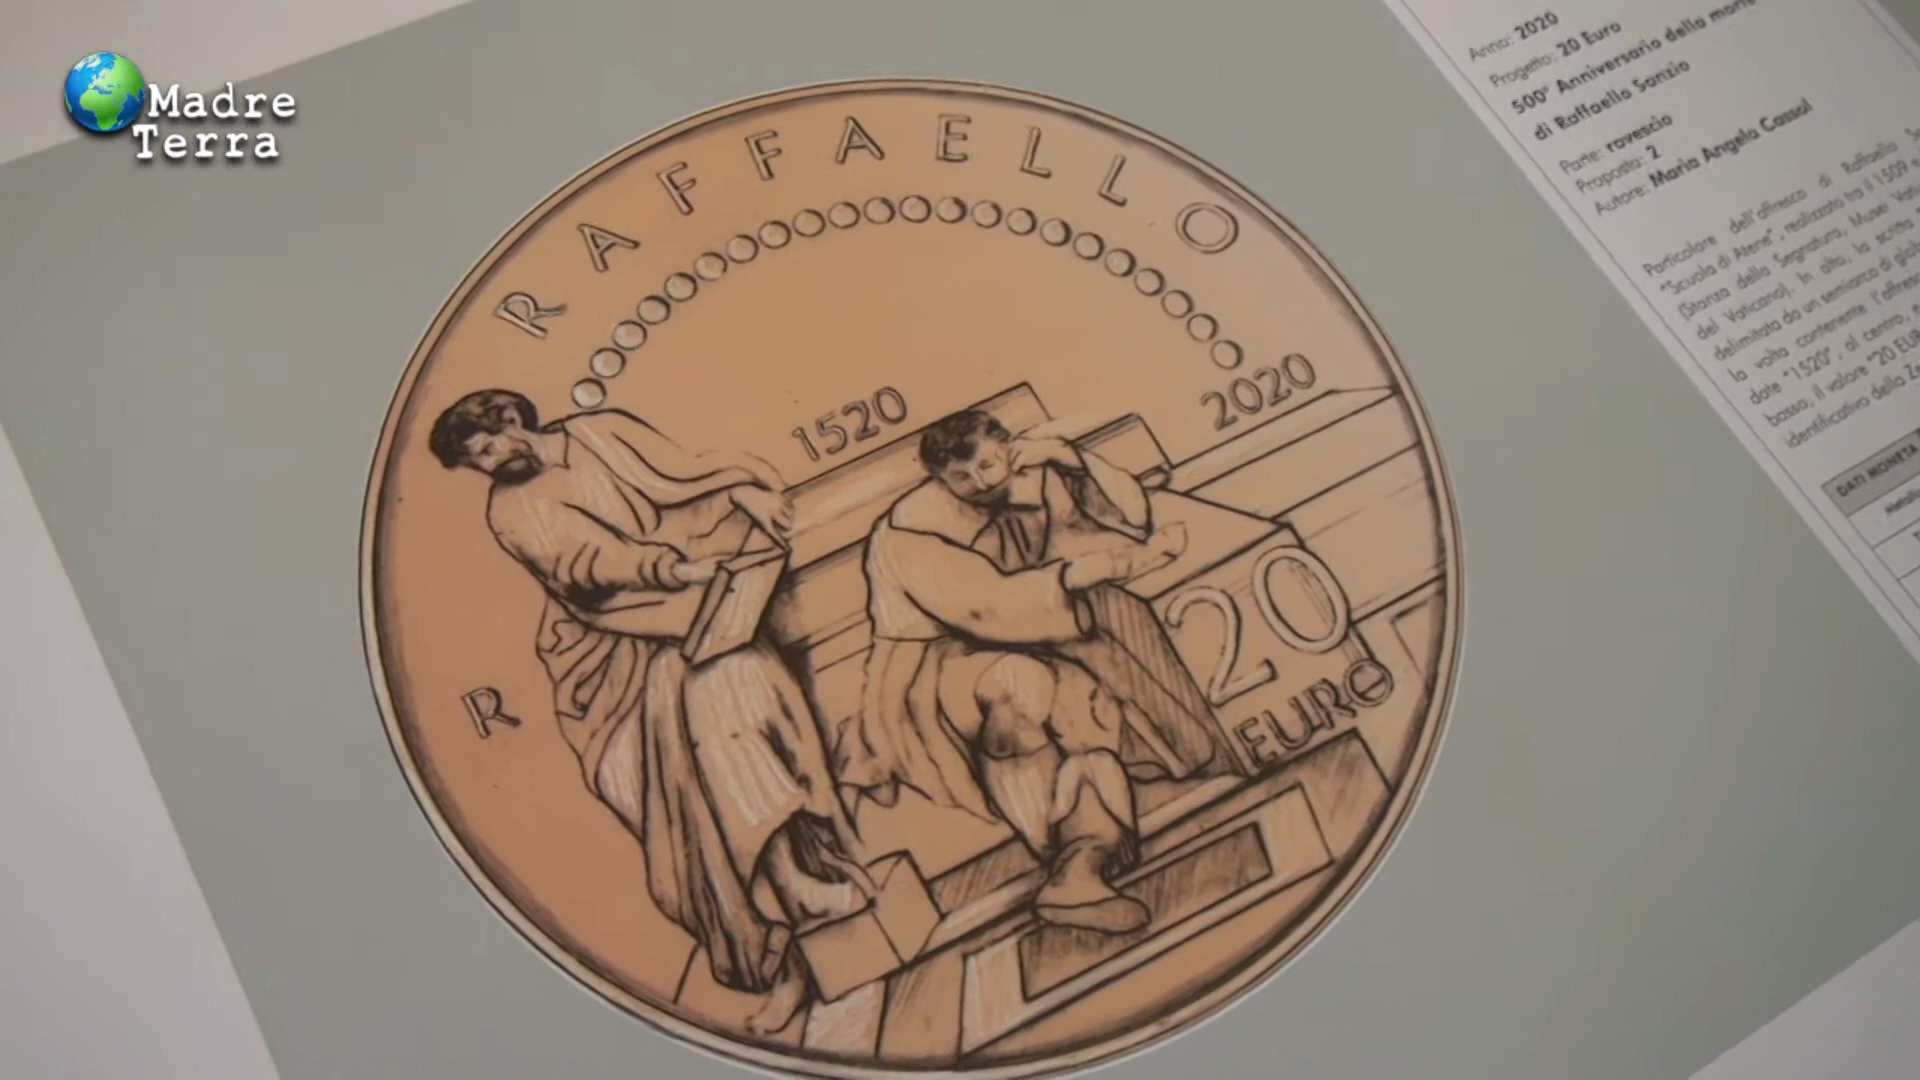 Madre
Terra
RAFFAELLO
1520
2020
R
20
EURO
Anno: 2020
Progetto: 20 Euro
500° Anniversario della morte
di Raffaello Sanzio
Parte: rovescio
Proposta: 2
Autore: Maria Angela Cassol
Particolare dell'affresco di Raffaello
"Scuola di Atene", realizzato tra il 1509
(Stanza della Segnatura, Musei
del Vaticano). In alto, la scritta
delimitata da un semiarco di
la volta contenente l'affresco
date "1520", al centro,
basso, il valore "20
identificativo della
DATI MONETA